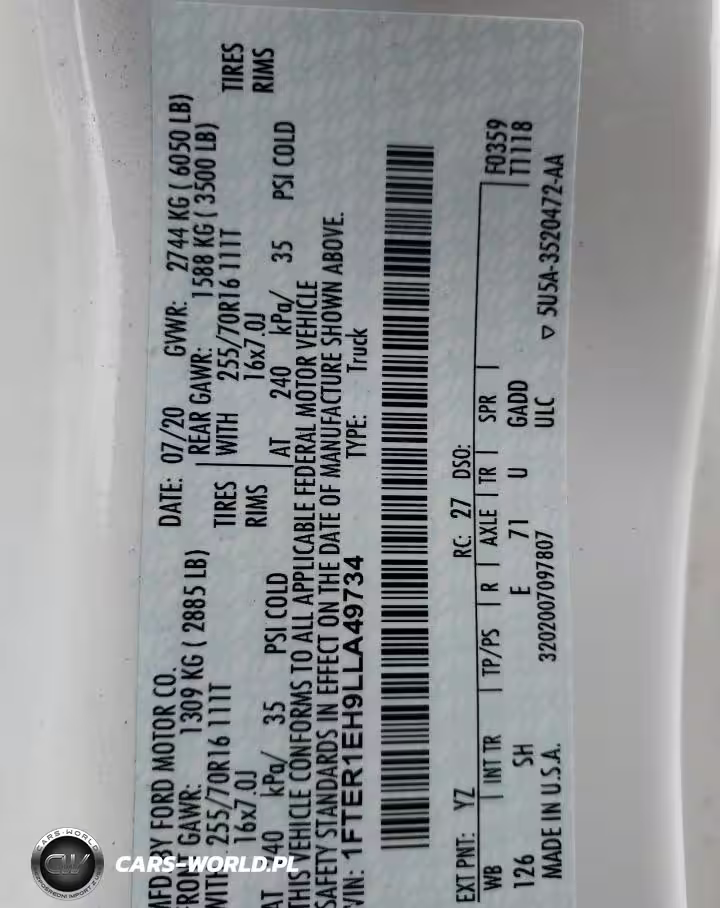 MFD BY FORD MOTOR CO. DATE: 07/20 GVWR: 2744 KG ( 6050 LB)
FRONT GAWR: 1309 KG ( 2885 LB) REAR GAWR: 1588 KG ( 3500 LB)
WITH 255/70R16 111T TIRES WITH 255/70R16 111T TIRES
16x7.0J RIMS 16x7.0J RIMS
AT 240 kPa/ 35 PSI COLD AT 240 kPa/ 35 PSI COLD
THIS VEHICLE CONFORMS TO ALL APPLICABLE FEDERAL MOTOR VEHICLE
SAFETY STANDARDS IN EFFECT ON THE DATE OF MANUFACTURE SHOWN ABOVE.
VIN: 1FTER1EH9LLA49734 TYPE: Truck
EXT PNT: YZ RC: 27 DSO:
WB INT TR TP/PS R AXLE TR SPR F0359
126 SH E 71 U GADD T1118
ULC
MADE IN U.S.A. 3202007097807 5U5A-3520472-AA
CARS-WORLD
CW
CARS-WORLD.PL